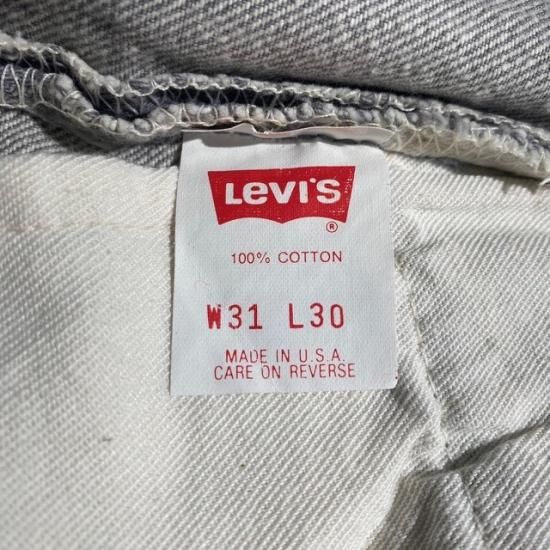 Levi's
®
100% COTTON
W31 L30
MADE IN U.S.A.
CARE ON REVERSE